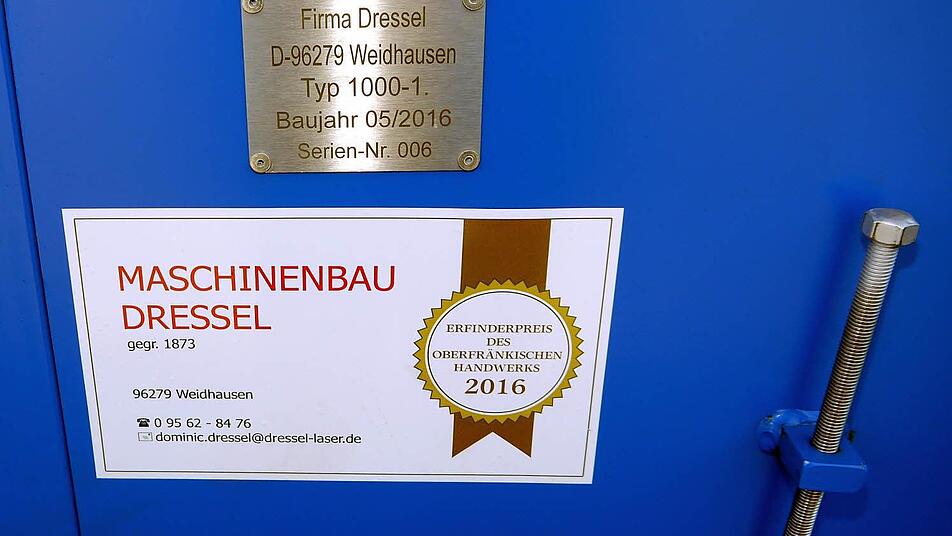 Firma Dressel
D-96279 Weidhausen
Typ 1000-1.
Baujahr 05/2016
Serien-Nr. 006
MASCHINENBAU
DRESSEL
gegr. 1873
96279 Weidhausen
☎ 0 95 62 - 84 76
dominic.dressel@dressel-laser.de
ERFINDERPREIS
DES
OBERFRÄNKISCHEN
HANDWERKS
2016